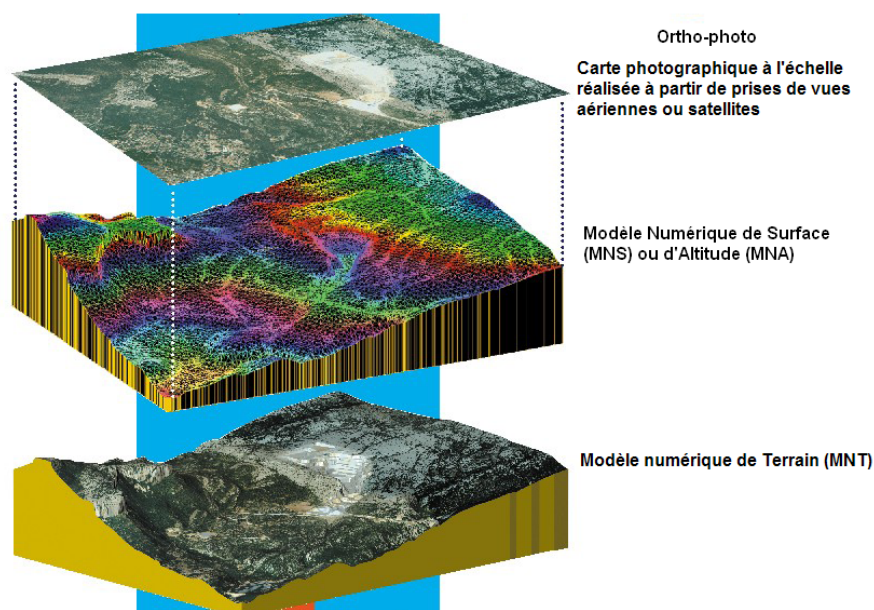 Ortho-photo
Carte photographique à l'échelle
réalisée à partir de prises de vues
aériennes ou satellites
Modèle Numérique de Surface
(MNS) ou d'Altitude (MNA)
Modèle numérique de Terrain (MNT)